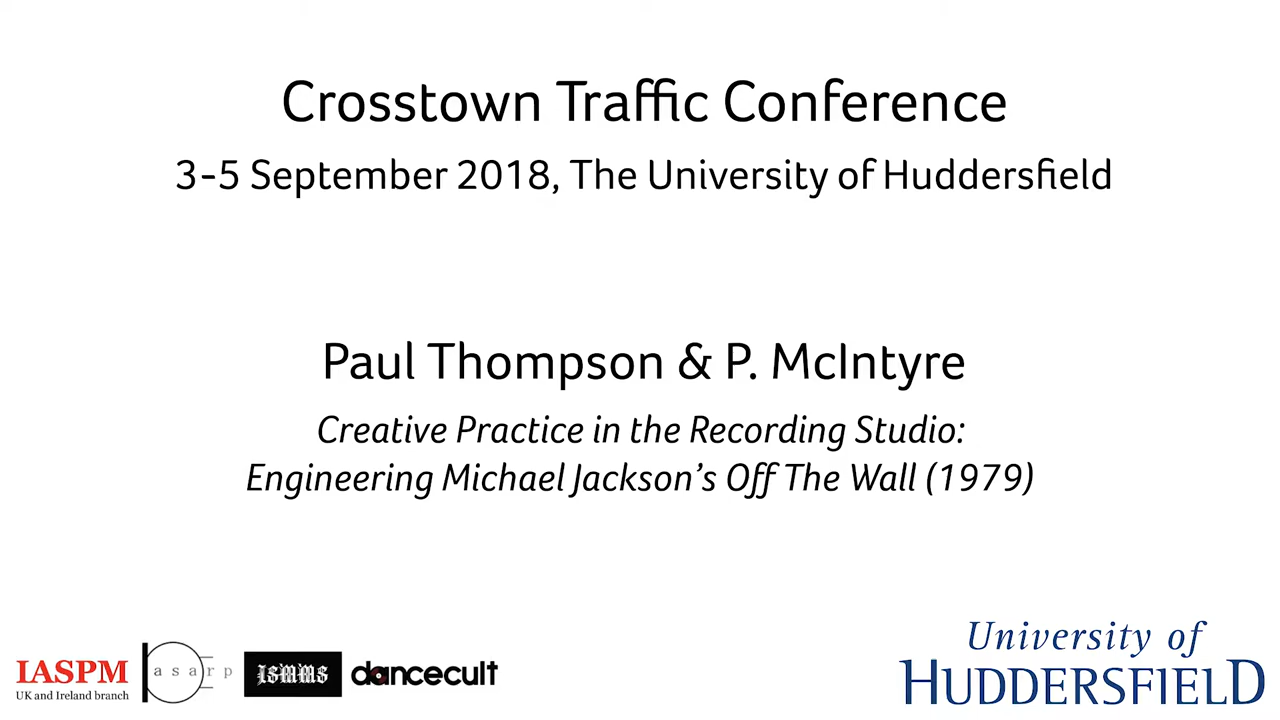 Crosstown Traffic Conference
3-5 September 2018, The University of Huddersfield
Paul Thompson & P. McIntyre
Creative Practice in the Recording Studio:
Engineering Michael Jackson's Off The Wall (1979)
IASPM
UK and Ireland branch
asarp
ISMMS
dancecult
University of
HUDDERSFIELD